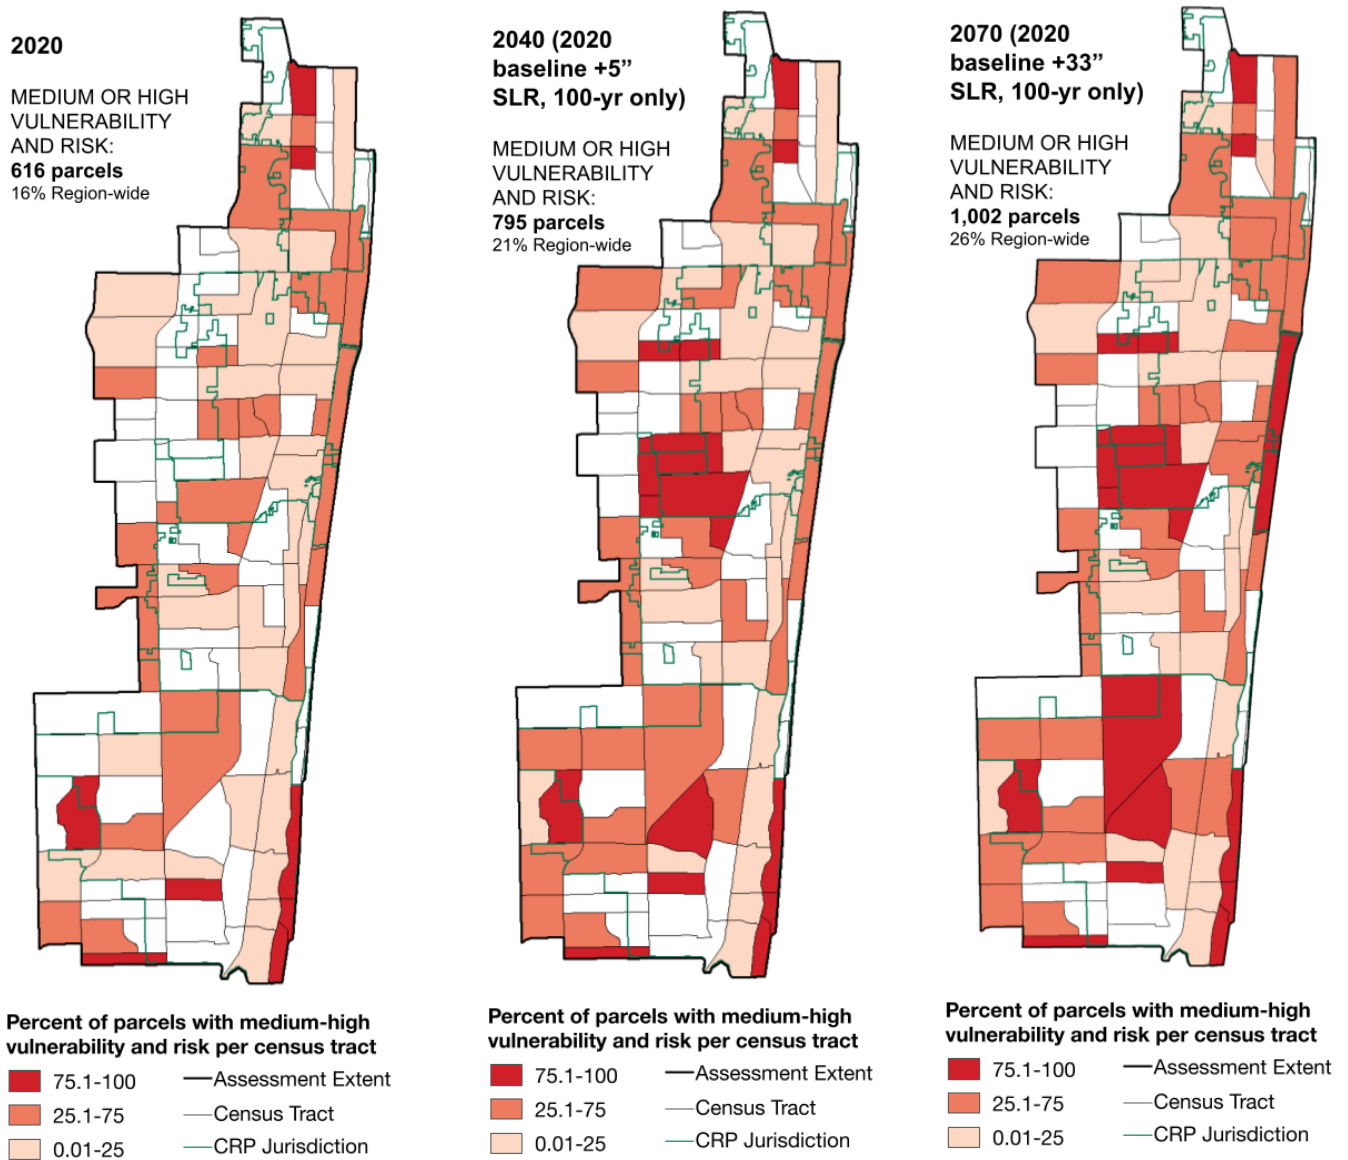 2020
MEDIUM OR HIGH
VULNERABILITY
AND RISK:
616 parcels
16% Region-wide
2040 (2020
baseline +5”
SLR, 100-yr only)
MEDIUM OR HIGH
VULNERABILITY
AND RISK:
795 parcels
21% Region-wide
2070 (2020
baseline +33”
SLR, 100-yr only)
MEDIUM OR HIGH
VULNERABILITY
AND RISK:
1,002 parcels
26% Region-wide
Percent of parcels with medium-high
vulnerability and risk per census tract
75.1-100
25.1-75
0.01-25
Assessment Extent
Census Tract
CRP Jurisdiction
Percent of parcels with medium-high
vulnerability and risk per census tract
75.1-100
25.1-75
0.01-25
Assessment Extent
Census Tract
CRP Jurisdiction
Percent of parcels with medium-high
vulnerability and risk per census tract
75.1-100
25.1-75
0.01-25
Assessment Extent
Census Tract
CRP Jurisdiction